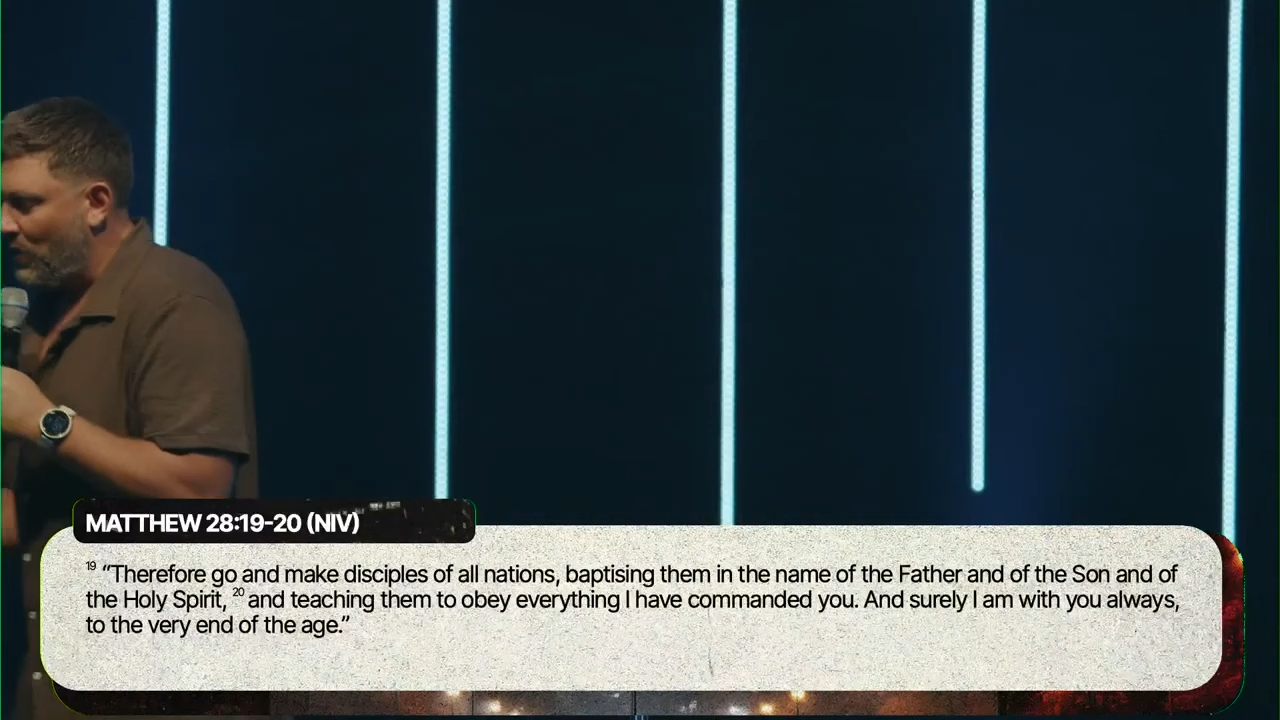 MATTHEW 28:19-20 (NIV)
19 “Therefore go and make disciples of all nations, baptising them in the name of the Father and of the Son and of
the Holy Spirit, 20 and teaching them to obey everything I have commanded you. And surely I am with you always,
to the very end of the age.”